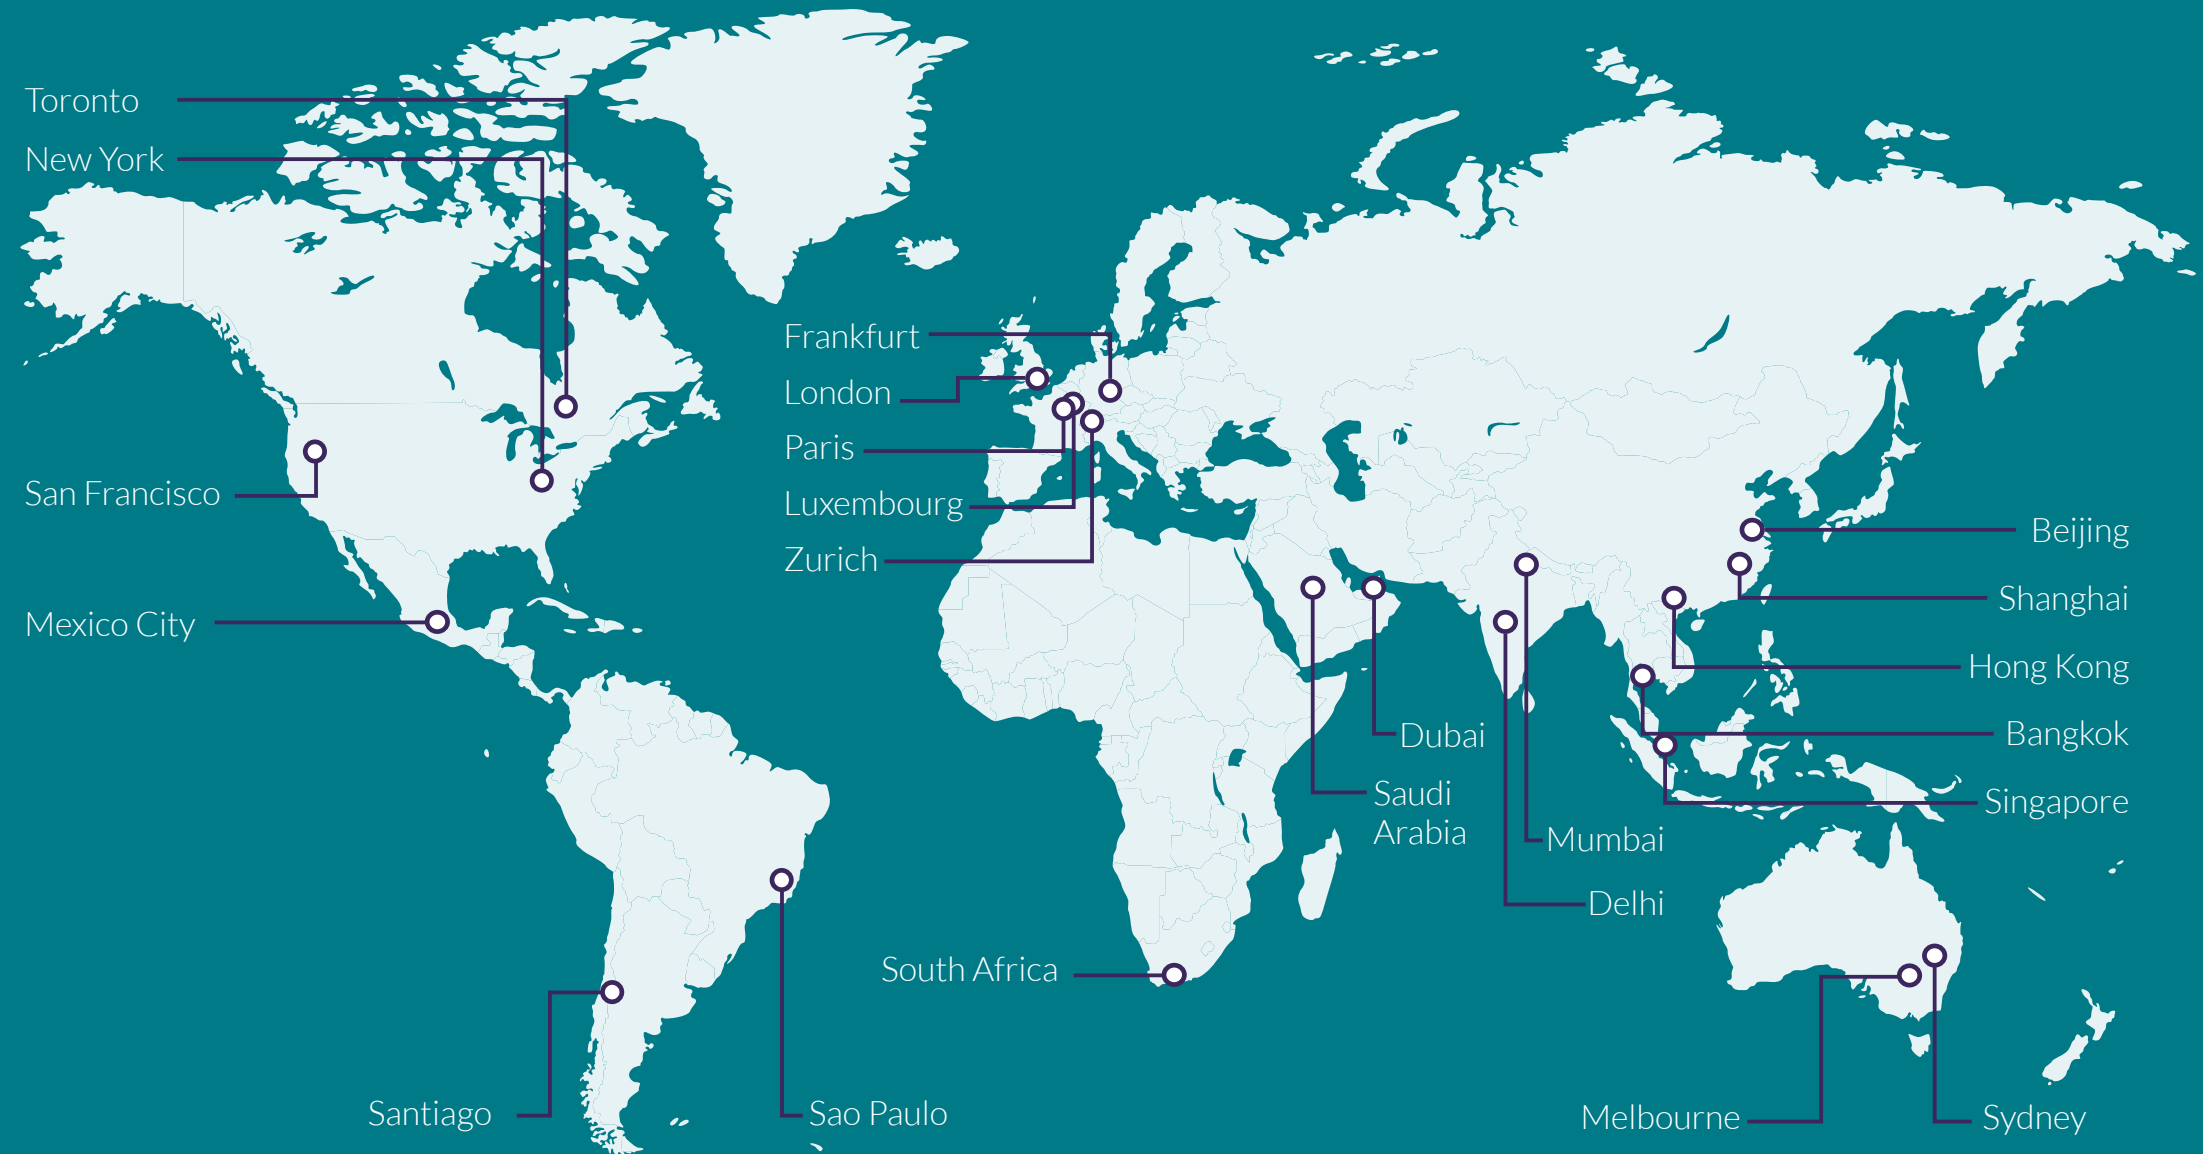 Toronto
New York
San Francisco
Mexico City
Frankfurt
London
Paris
Luxembourg
Zurich
Beijing
Shanghai
Hong Kong
Bangkok
Singapore
Dubai
Saudi
Arabia
Mumbai
Delhi
South Africa
Santiago
Sao Paulo
Melbourne
Sydney